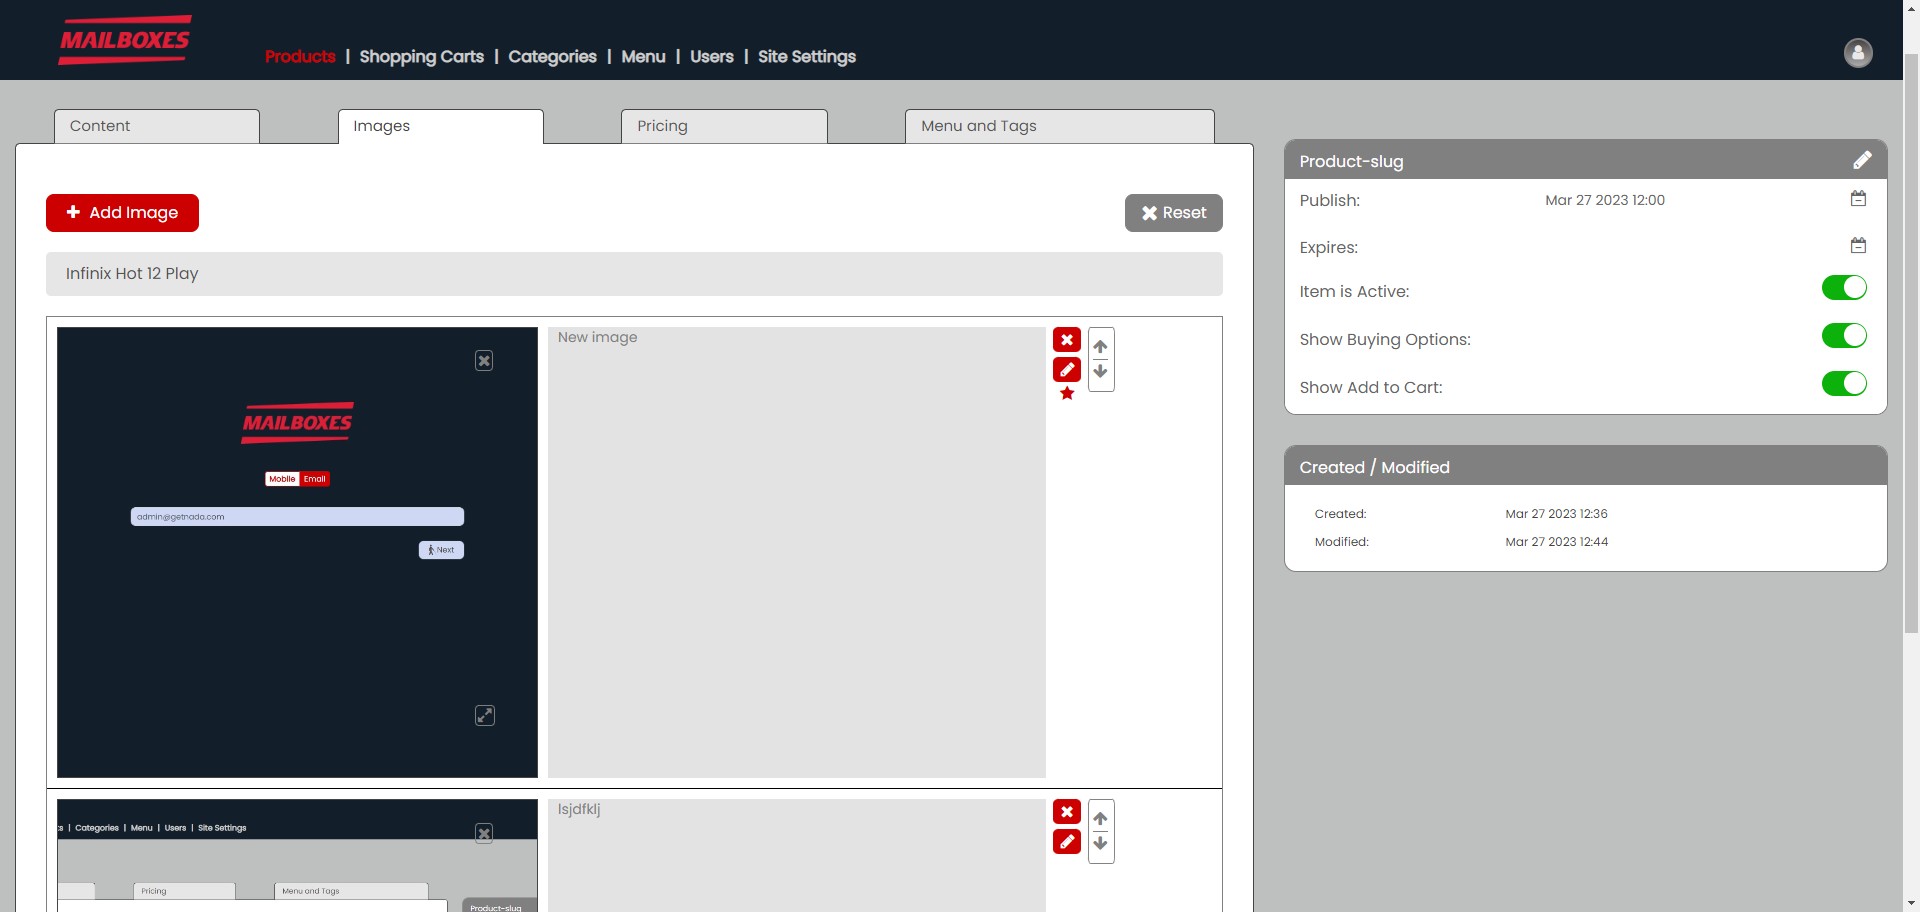 MAILBOXES
Products | Shopping Carts | Categories | Menu | Users | Site Settings
Content
Images
Pricing
Menu and Tags
Add Image
Reset
Infinix Hot 12 Play
MAILBOXES
Mobile Email
admin@getnada.com
Next
New image
ts | Categories | Menu | Users | Site Settings
Pricing
Menu and Tags
Product-slug
lsjdfklj
Product-slug
Publish: Mar 27 2023 12:00
Expires:
Item is Active:
Show Buying Options:
Show Add to Cart:
Created / Modified
Created: Mar 27 2023 12:36
Modified: Mar 27 2023 12:44